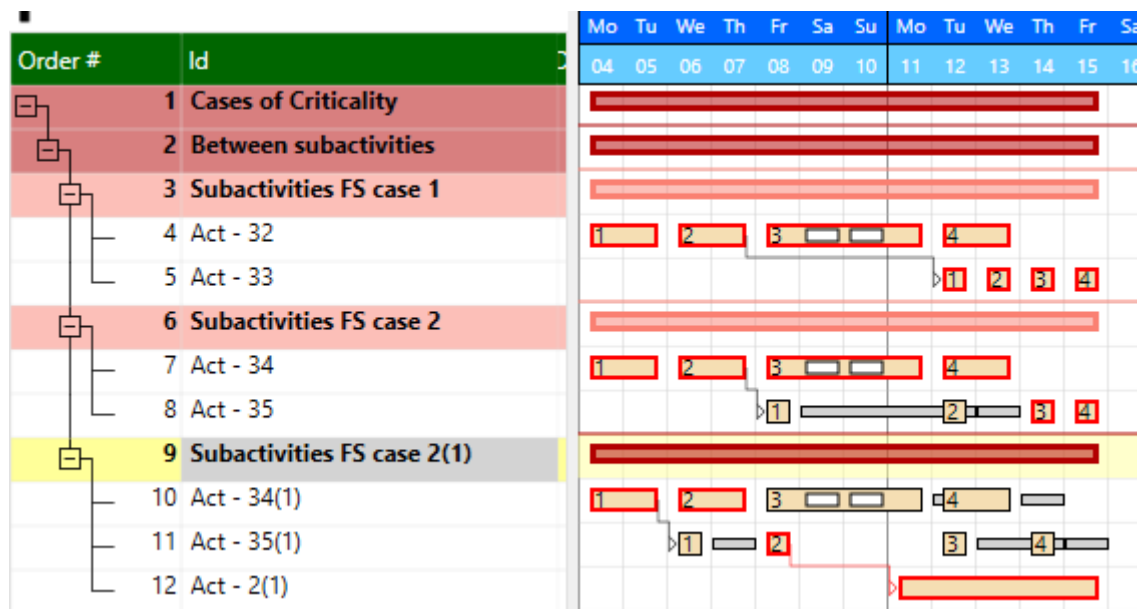 Mo Tu We Th Fr Sa Su Mo Tu We Th Fr Sa
Order # Id
04 05 06 07 08 09 10 11 12 13 14 15 16
1 Cases of Criticality
2 Between subactivities
3 Subactivities FS case 1
4 Act - 32 1 2 3 4
5 Act - 33 1 2 3 4
6 Subactivities FS case 2
7 Act - 34 1 2 3 4
8 Act - 35 1 2 3 4
9 Subactivities FS case 2(1)
10 Act - 34(1) 1 2 3 4
11 Act - 35(1) 1 2 3 4
12 Act - 2(1)